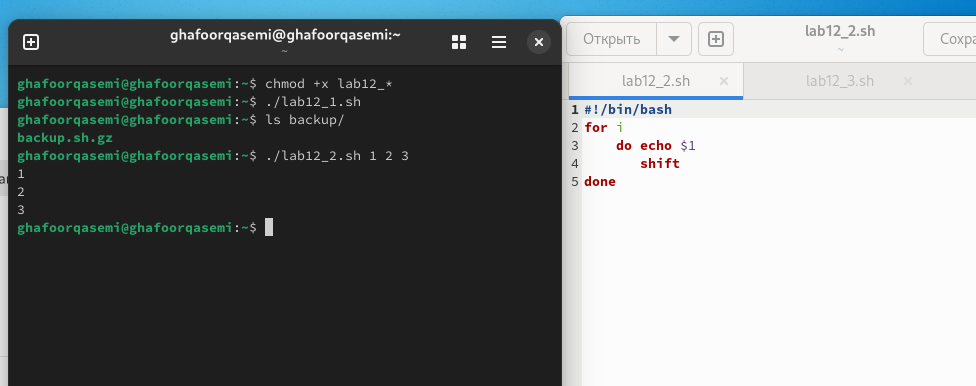 ghafoorqasemi@ghafoorqasemi:~
~
ghafoorqasemi@ghafoorqasemi:~$ chmod +x lab12_*
ghafoorqasemi@ghafoorqasemi:~$ ./lab12_1.sh
ghafoorqasemi@ghafoorqasemi:~$ ls backup/
backup.sh.gz
ghafoorqasemi@ghafoorqasemi:~$ ./lab12_2.sh 1 2 3
1
2
3
ghafoorqasemi@ghafoorqasemi:~$
Открыть
lab12_2.sh
~
lab12_2.sh
lab12_3.sh
1 #!/bin/bash
2 for i
3     do echo $1
4        shift
5 done